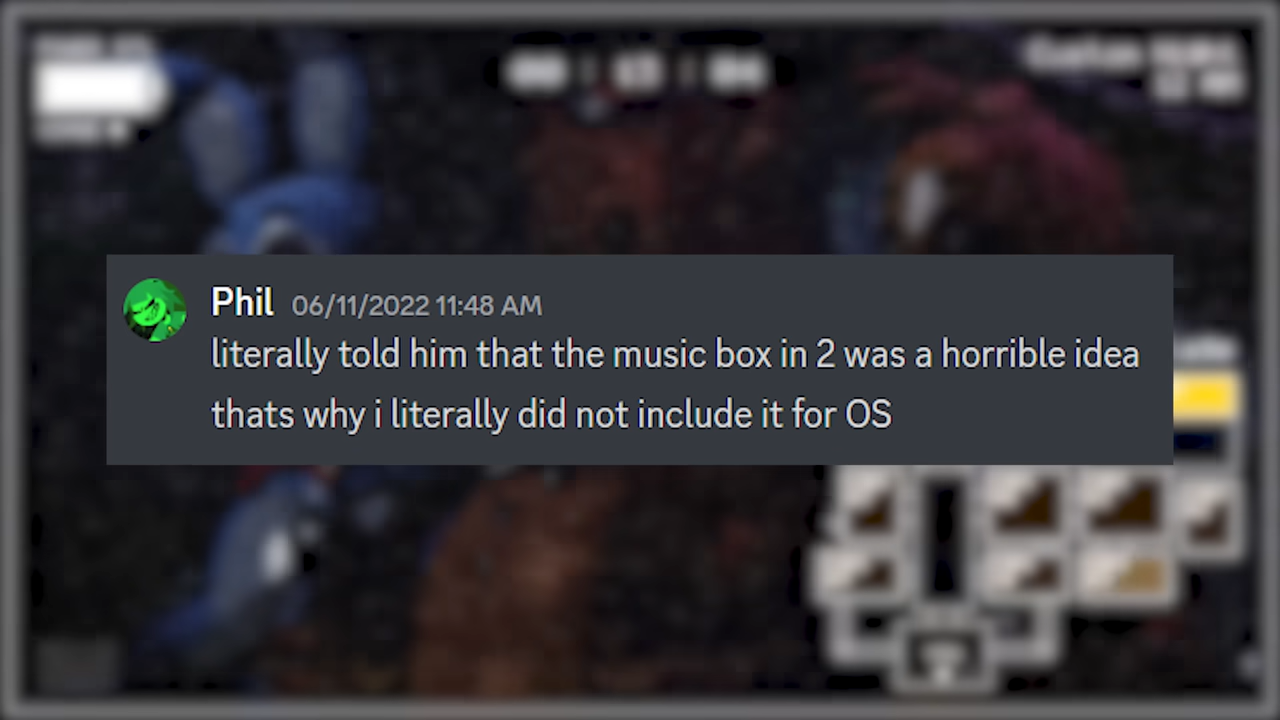 Phil 06/11/2022 11:48 AM
literally told him that the music box in 2 was a horrible idea
thats why i literally did not include it for OS